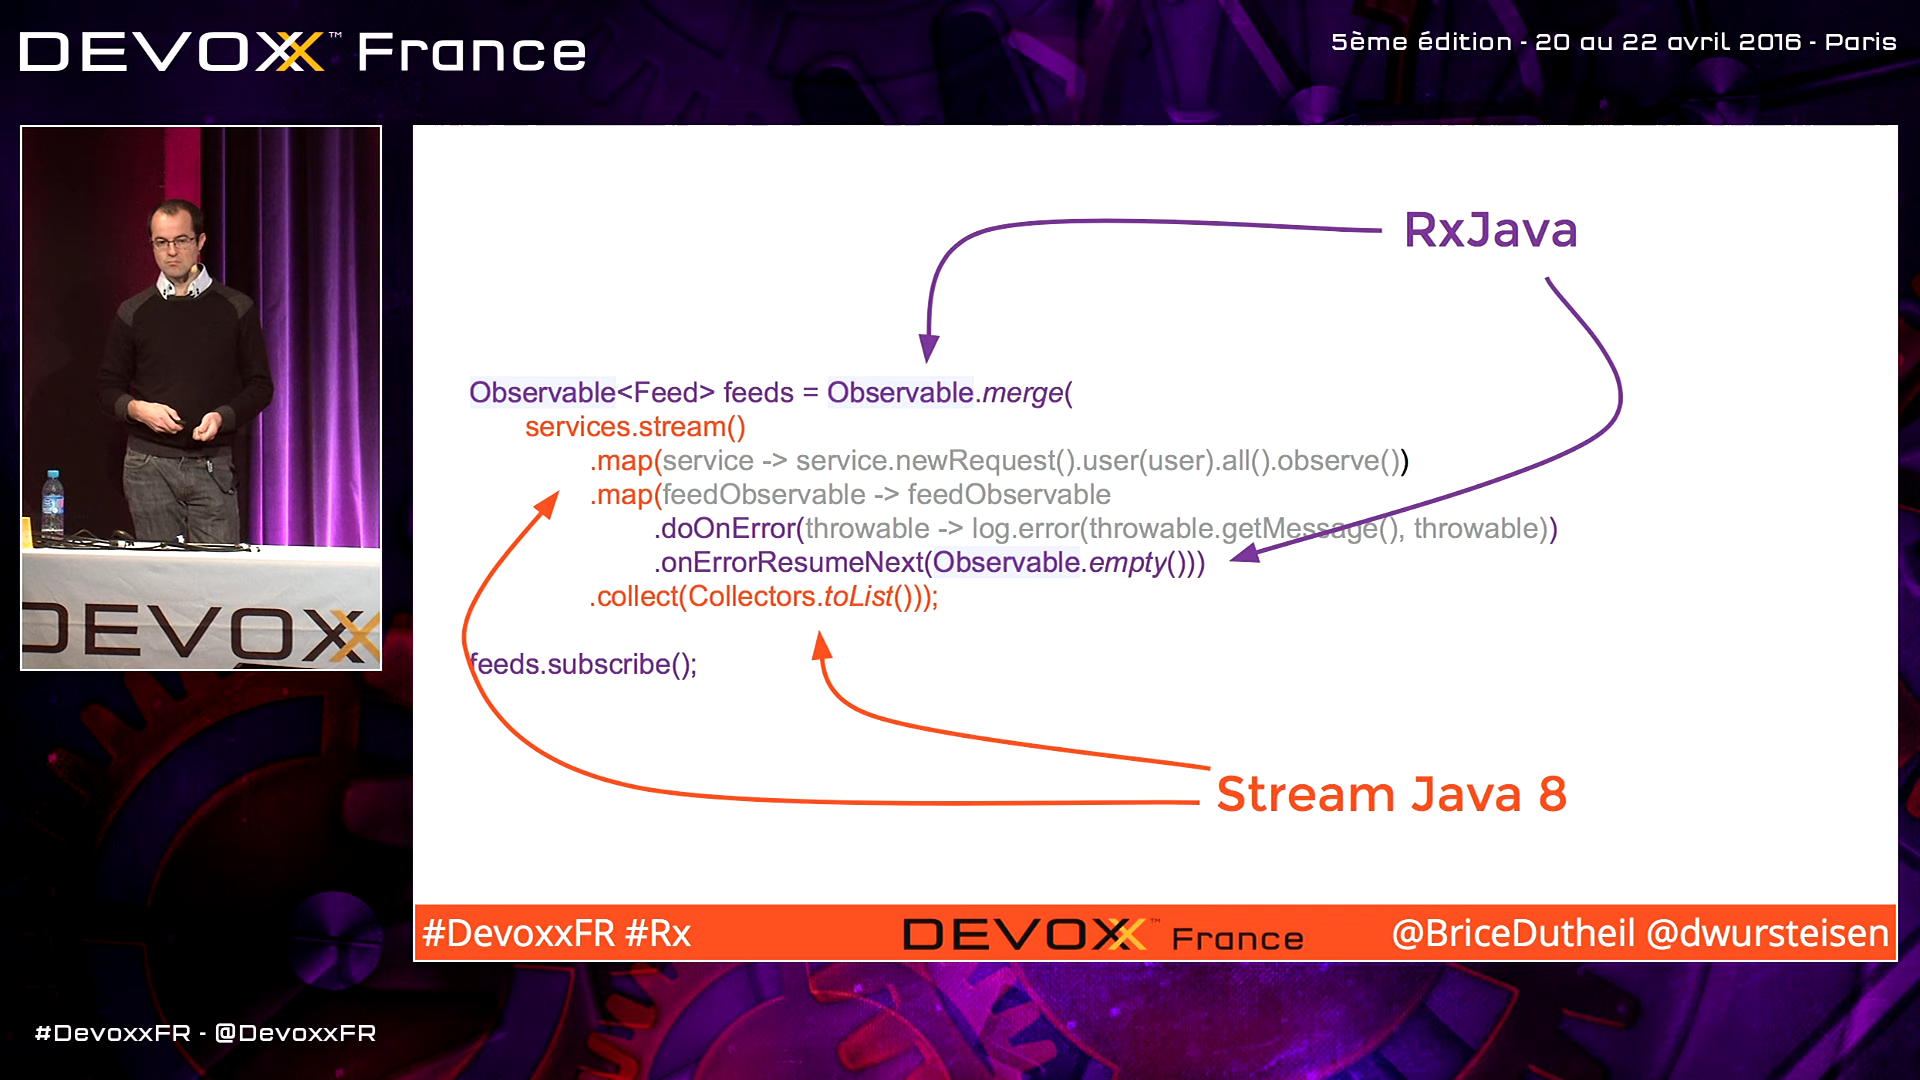 DEVOXX™ France
5ème édition - 20 au 22 avril 2016 - Paris
RxJava
Observable<Feed> feeds = Observable.merge(
services.stream()
.map(service -> service.newRequest().user(user).all().observe())
.map(feedObservable -> feedObservable
.doOnError(throwable -> log.error(throwable.getMessage(), throwable))
.onErrorResumeNext(Observable.empty()))
.collect(Collectors.toList()));
feeds.subscribe();
Stream Java 8
DEVOXX
#DevoxxFR #Rx
DEVOXX™ France
@BriceDutheil @dwursteisen
#DevoxxFR - @DevoxxFR